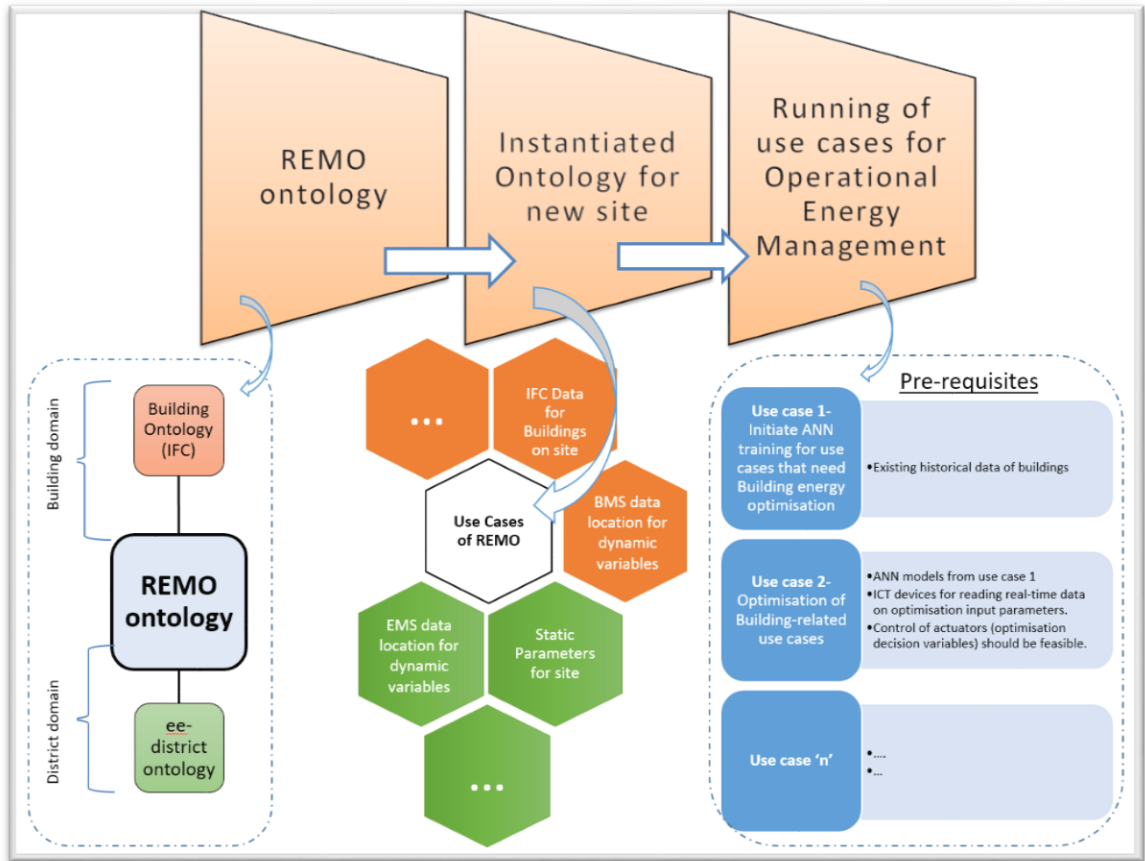 REMO
ontology
Instantiated
Ontology for
new site
Running of
use cases for
Operational
Energy
Management
Building domain
Building
Ontology
(IFC)
REMO
ontology
District domain
ee-
district
ontology
...
IFC Data
for
Buildings
on site
Use Cases
of REMO
BMS data
location for
dynamic
variables
EMS data
location for
dynamic
variables
Static
Parameters
for site
...
Pre-requisites
Use case 1-
Initiate ANN
training for use
cases that need
Building energy
optimisation
•Existing historical data of buildings
Use case 2-
Optimisation of
Building-related
use cases
•ANN models from use case 1
•ICT devices for reading real-time data
on optimisation input parameters.
•Control of actuators (optimisation
decision variables) should be feasible.
Use case ‘n’
•....
•...